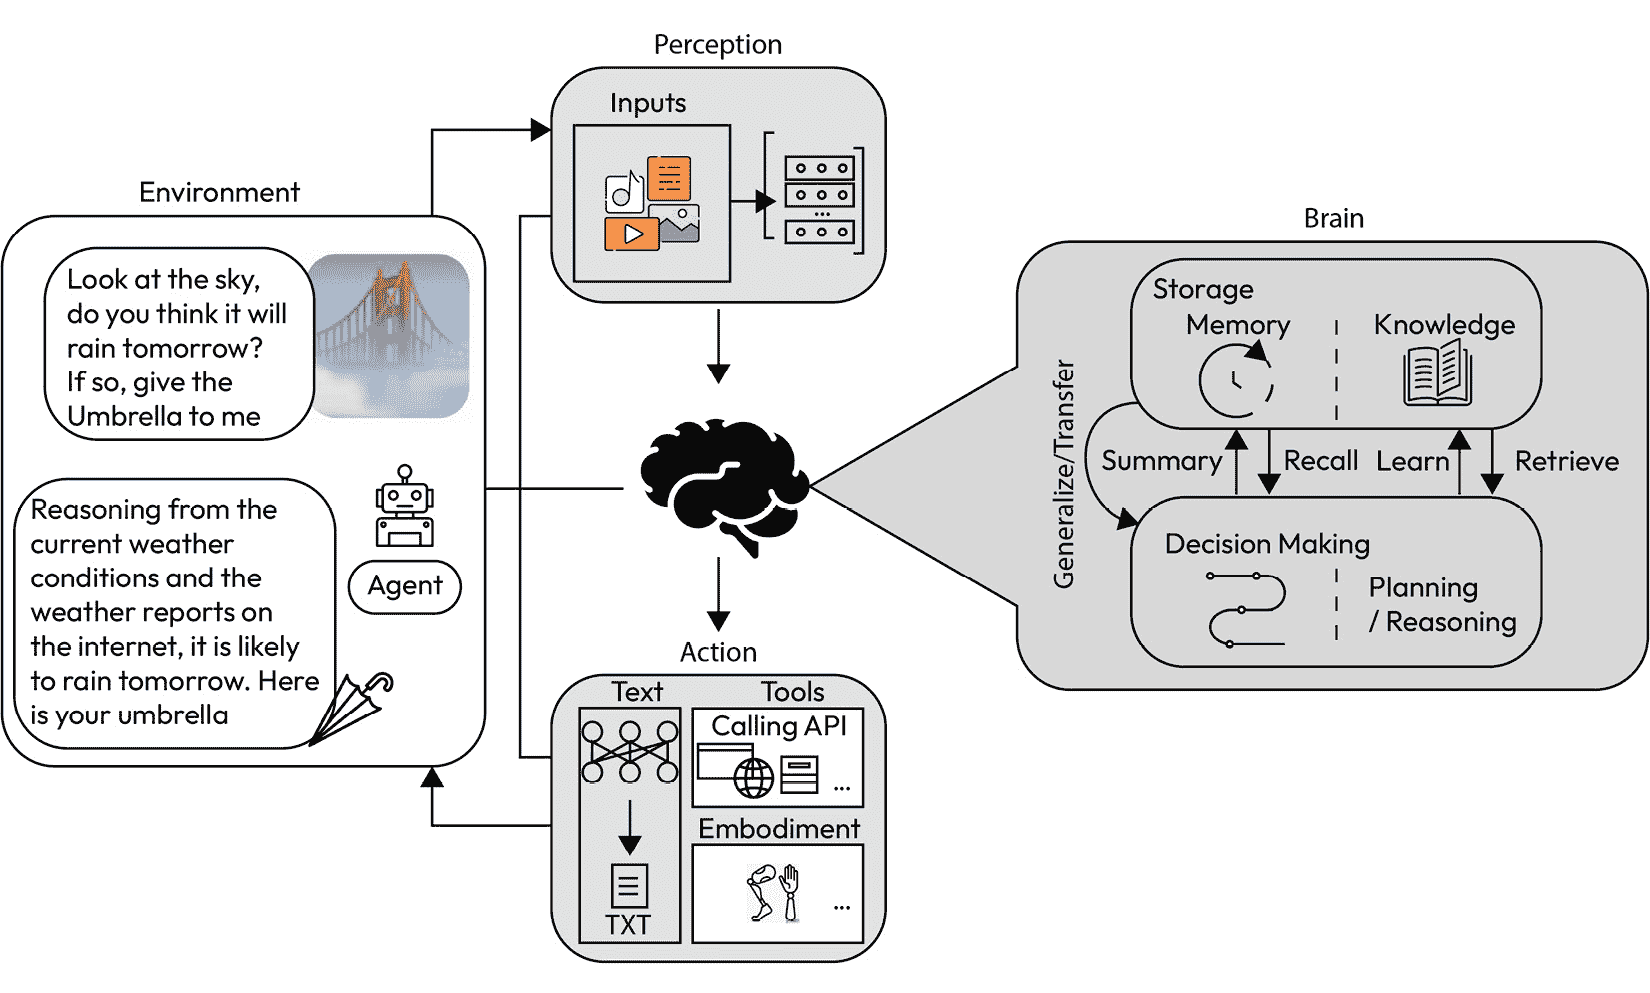 Perception
Inputs
Environment
Look at the sky,
do you think it will
rain tomorrow?
If so, give the
Umbrella to me
Reasoning from the
current weather
conditions and the
weather reports on
the internet, it is likely
to rain tomorrow. Here
is your umbrella
Agent
Action
Text
TXT
Tools
Calling API
...
Embodiment
...
Brain
Storage
Memory
Knowledge
Generalize/Transfer
Summary
Recall
Learn
Retrieve
Decision Making
Planning
/ Reasoning